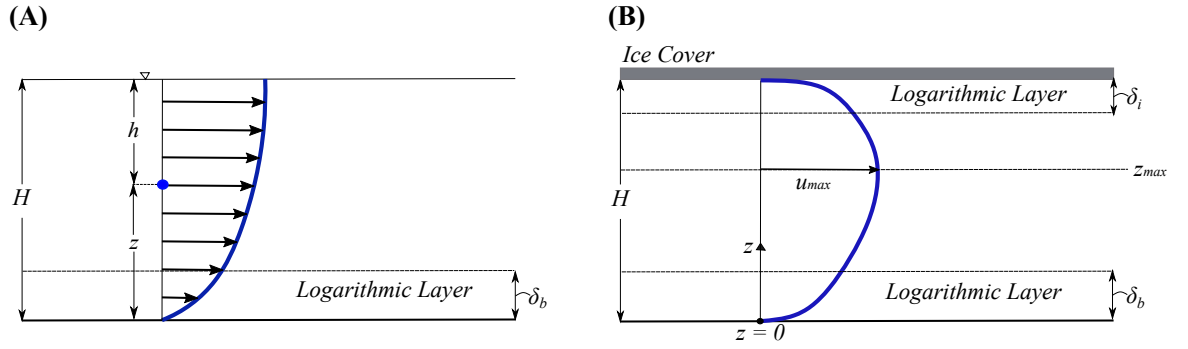 (A)
h
H
z
Logarithmic Layer
δb
(B)
Ice Cover
Logarithmic Layer
δi
H
umax
zmax
z
Logarithmic Layer
δb
z = 0